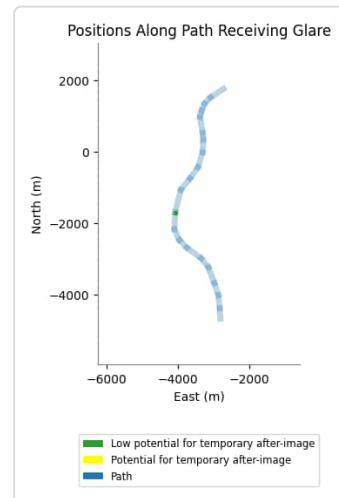 Positions Along Path Receiving Glare
2000
0
−2000
−4000
North (m)
−6000 −4000 −2000
East (m)
Low potential for temporary after-image
Potential for temporary after-image
Path